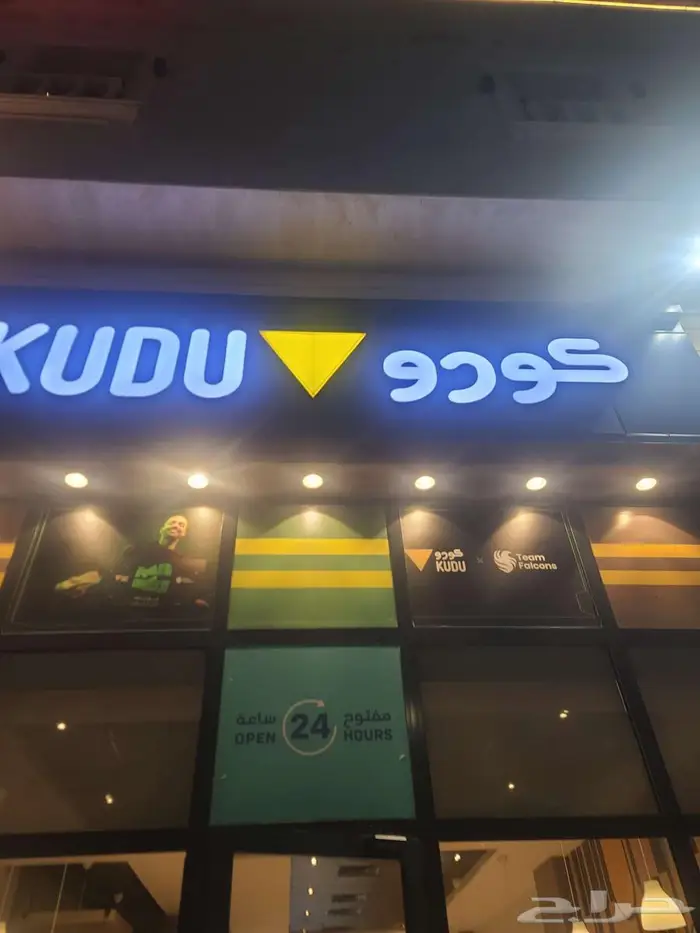 KUDU كودو
كودو
KUDU
x
Team
Falcons
مفتوح 24 ساعة
OPEN 24 HOURS
حراج